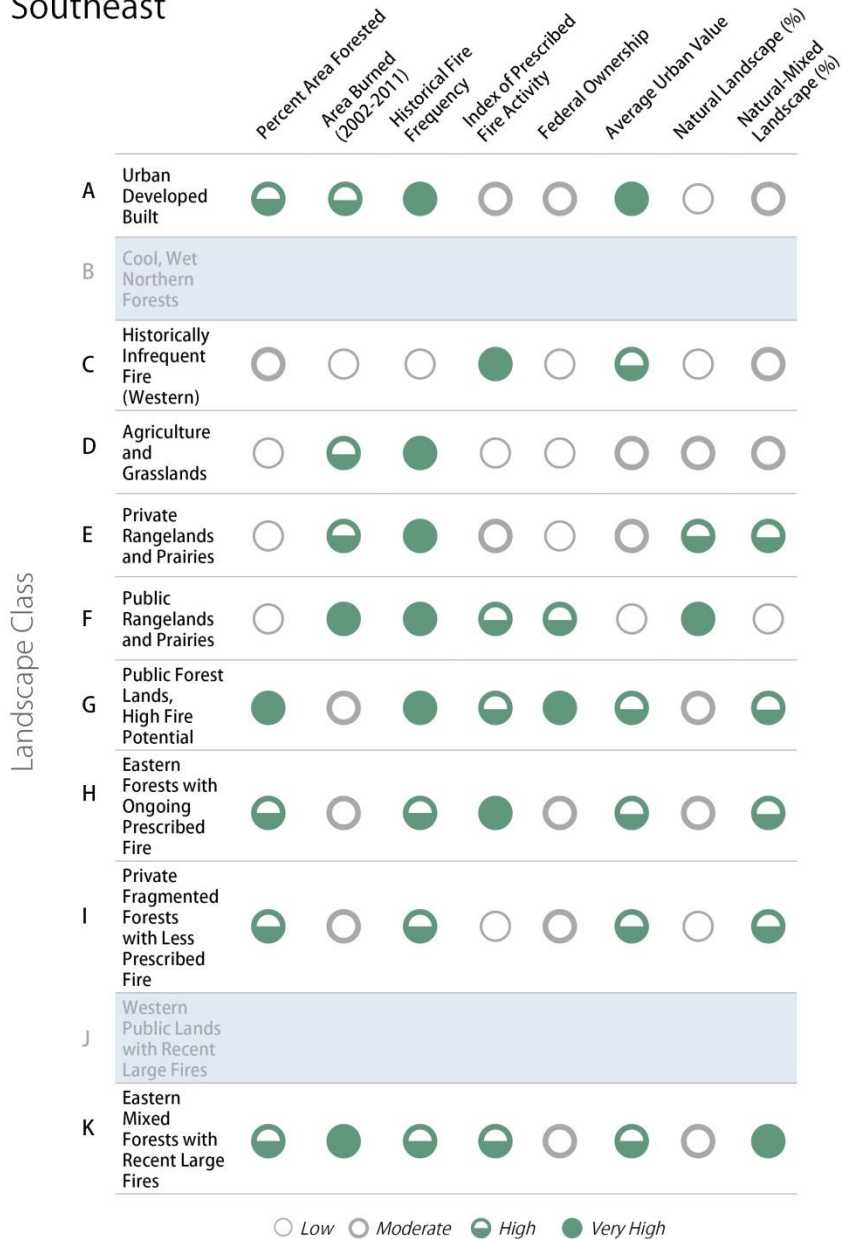 Southeast
Percent Area Forested
Area Burned
(2002-2011)
Historical Fire
Frequency
Index of Prescribed
Fire Activity
Federal Ownership
Average Urban Value
Natural Landscape (%)
Natural-Mixed
Landscape (%)
Landscape Class
A
Urban
Developed
Built
B
Cool, Wet
Northern
Forests
C
Historically
Infrequent
Fire
(Western)
D
Agriculture
and
Grasslands
E
Private
Rangelands
and Prairies
F
Public
Rangelands
and Prairies
G
Public Forest
Lands,
High Fire
Potential
H
Eastern
Forests with
Ongoing
Prescribed
Fire
I
Private
Fragmented
Forests
with Less
Prescribed
Fire
J
Western
Public Lands
with Recent
Large Fires
K
Eastern
Mixed
Forests with
Recent Large
Fires
Low Moderate High Very High